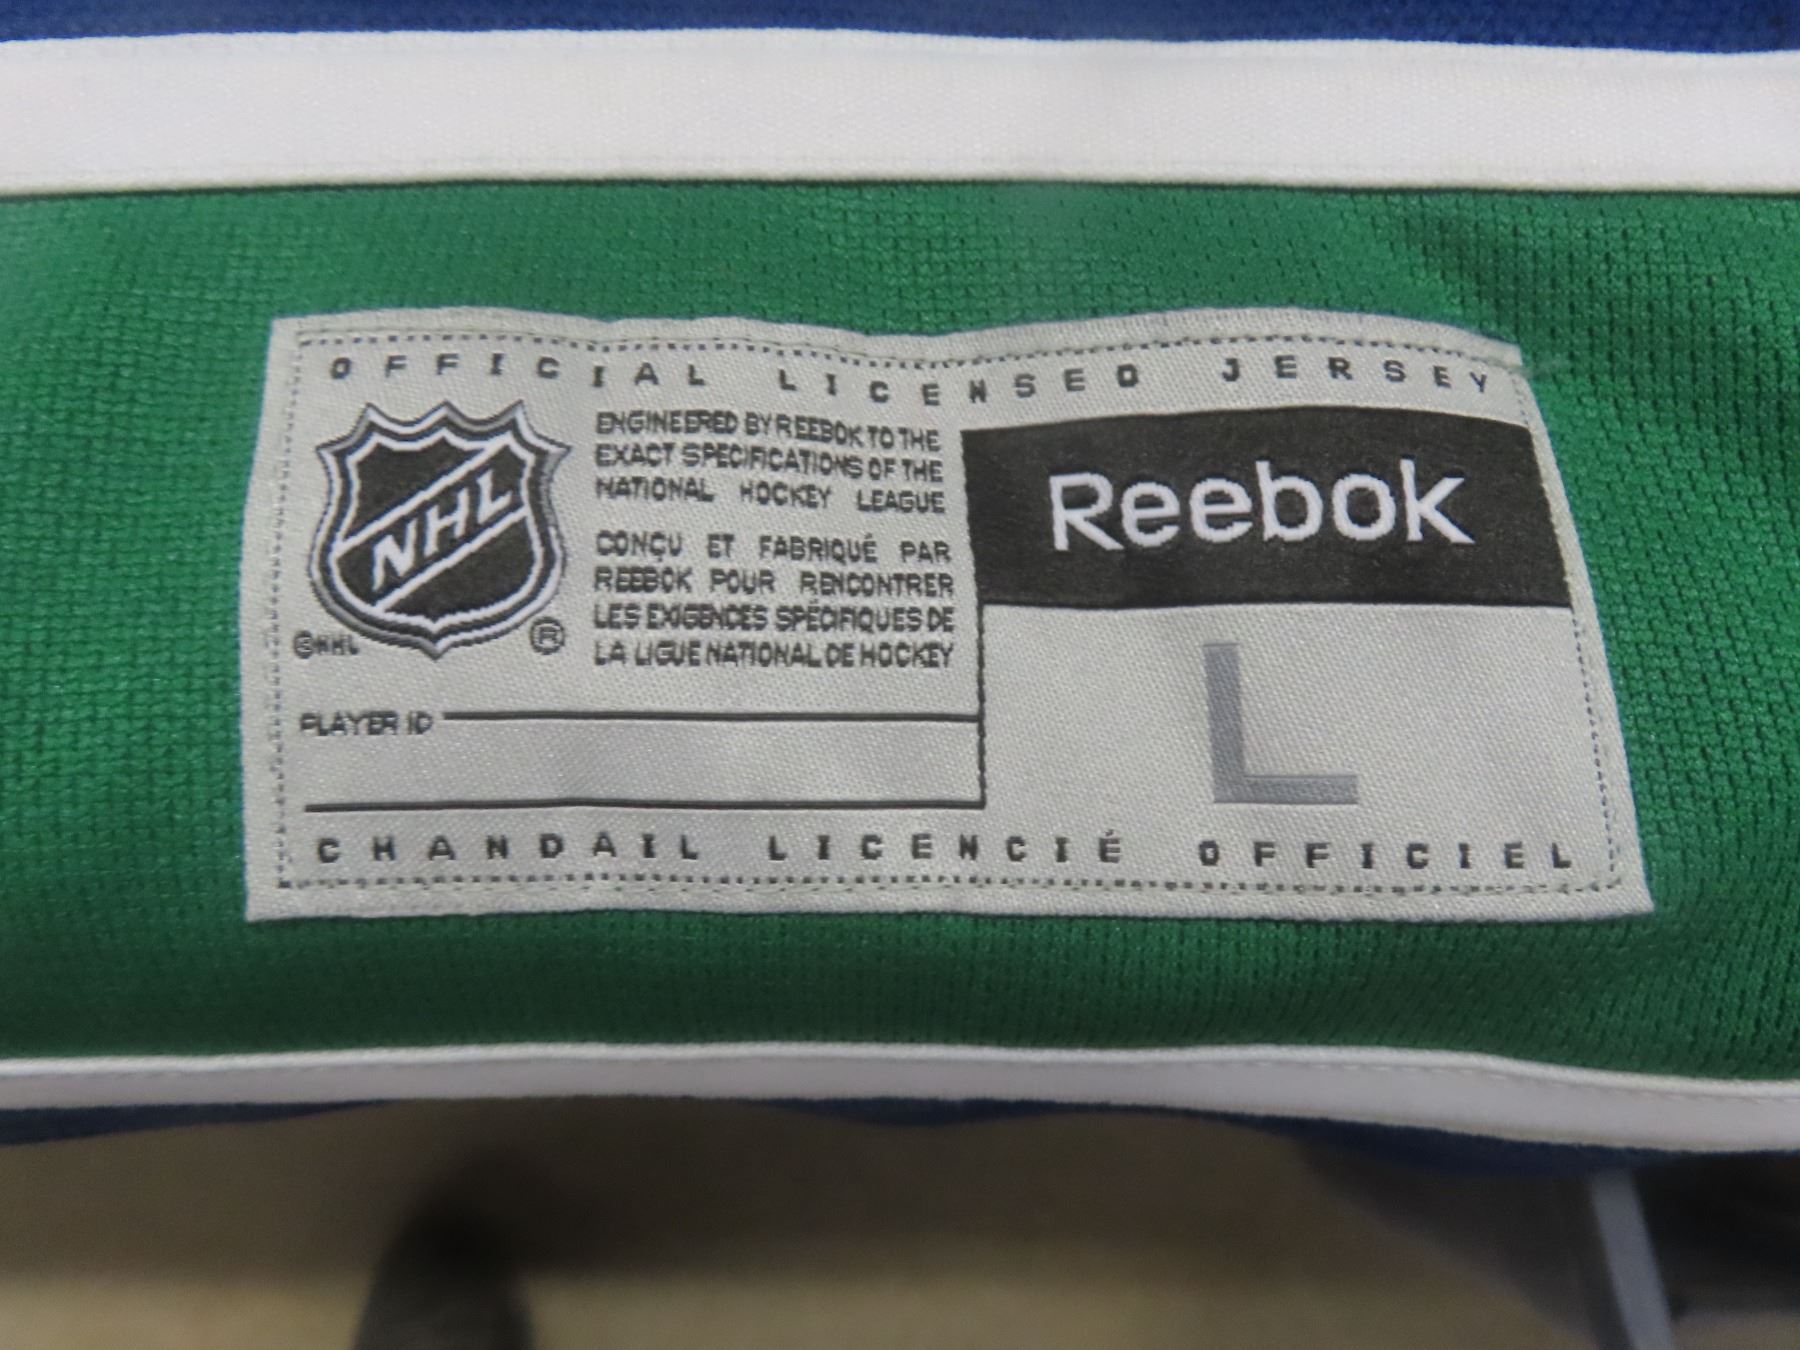 OFFICIAL LICENSED JERSEY
NHL
©NHL
®
ENGINEERED BY REEBOK TO THE
EXACT SPECIFICATIONS OF THE
NATIONAL HOCKEY LEAGUE
CONÇU ET FABRIQUÉ PAR
REEBOK POUR RENCONTRER
LES EXIGENCES SPÉCIFIQUES DE
LA LIGUE NATIONAL DE HOCKEY
Reebok
L
PLAYER ID
CHANDAIL LICENCIÉ OFFICIEL